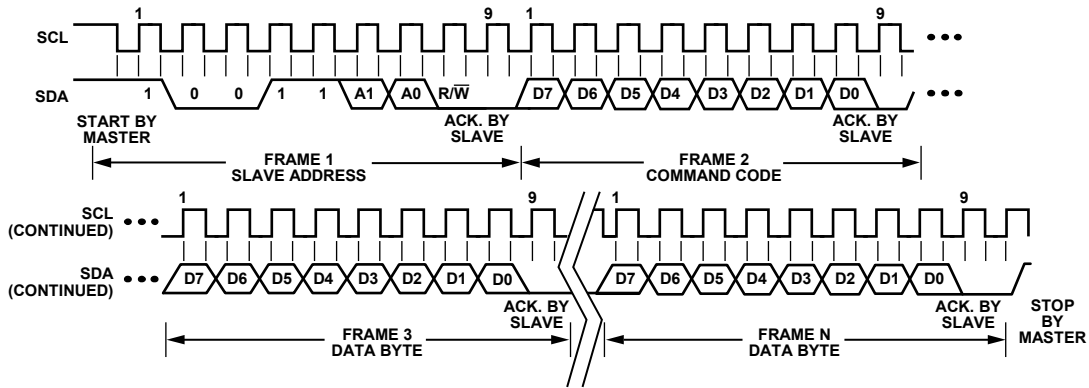 1 9 1 9
SCL
SDA
1 0 0 1 1 A1 A0 R/W̅ D7 D6 D5 D4 D3 D2 D1 D0
START BY
MASTER
ACK. BY
SLAVE
ACK. BY
SLAVE
FRAME 1
SLAVE ADDRESS
FRAME 2
COMMAND CODE
1 9 1 9
SCL
(CONTINUED)
SDA
(CONTINUED)
D7 D6 D5 D4 D3 D2 D1 D0 D7 D6 D5 D4 D3 D2 D1 D0
ACK. BY
SLAVE
ACK. BY
SLAVE
STOP
BY
MASTER
FRAME 3
DATA BYTE
FRAME N
DATA BYTE